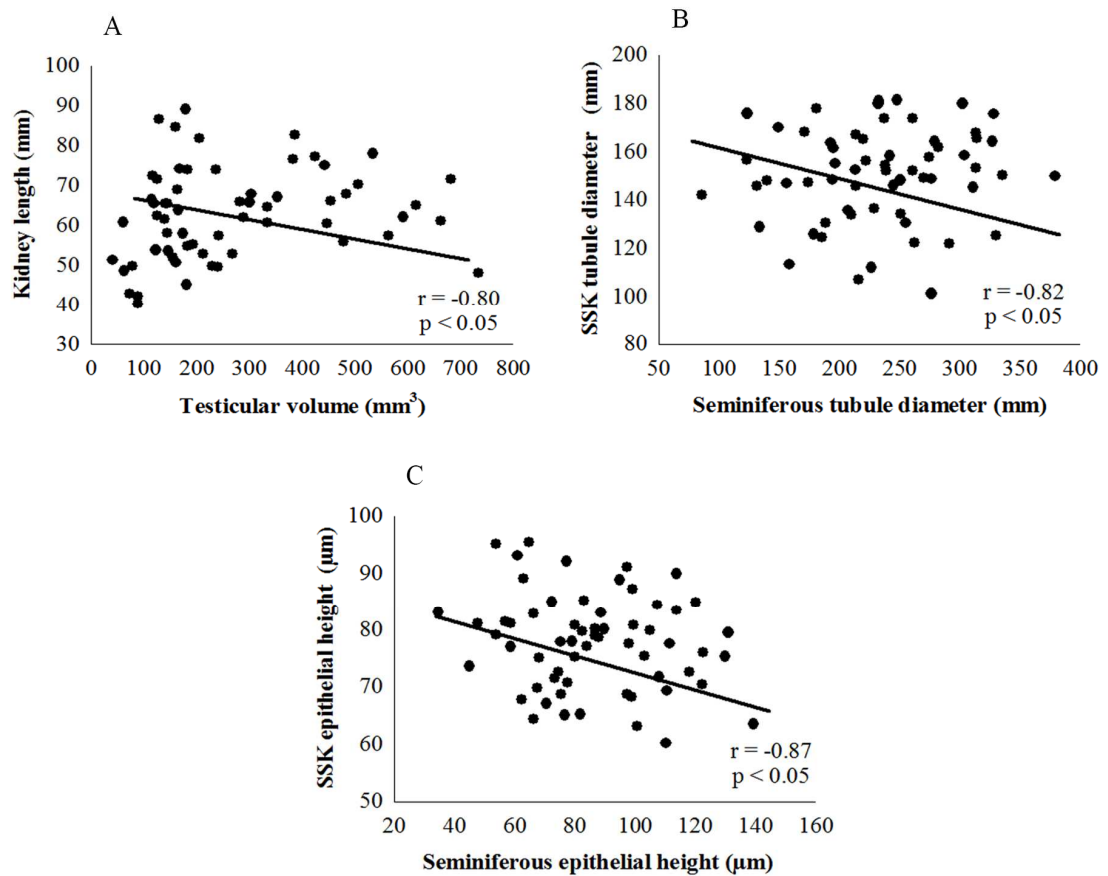 A
Kidney length (mm)
100
90
80
70
60
50
40
30
r = -0.80
p < 0.05
0 100 200 300 400 500 600 700 800
Testicular volume (mm³)
B
SSK tubule diameter (mm)
200
180
160
140
120
100
80
r = -0.82
p < 0.05
50 100 150 200 250 300 350 400
Seminiferous tubule diameter (mm)
C
SSK epithelial height (µm)
100
90
80
70
60
50
r = -0.87
p < 0.05
20 40 60 80 100 120 140 160
Seminiferous epithelial height (µm)